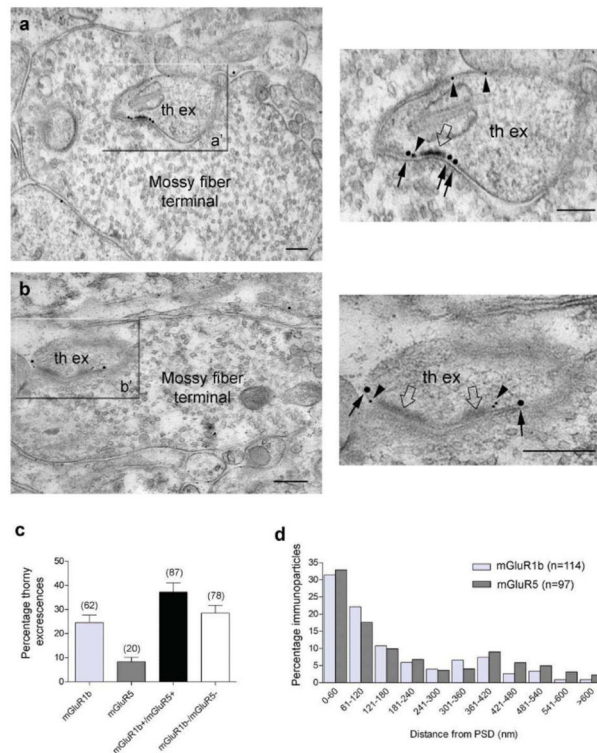 a
th ex
a'
Mossy fiber
terminal
th ex
b
th ex
b'
Mossy fiber
terminal
th ex
c
Percentage thorny
excrescences
50
40
30
20
10
0
(62)
(20)
(87)
(78)
mGluR1b
mGluR5
mGluR1b+/mGluR5+
mGluR1b-/mGluR5-
d
Percentage immunoparticles
35
30
25
20
15
10
5
0
mGluR1b (n=114)
mGluR5 (n=97)
0-60
61-120
121-180
181-240
241-300
301-360
361-420
421-480
481-540
541-600
>600
Distance from PSD (nm)